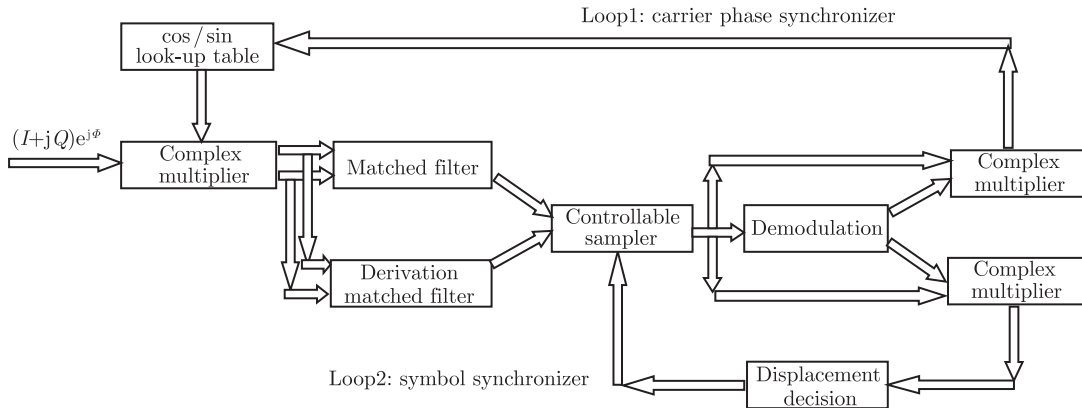 Loop1: carrier phase synchronizer
cos/sin
look-up table
(I+jQ)e^{jΦ}
Complex
multiplier
Matched filter
Derivation
matched filter
Controllable
sampler
Demodulation
Complex
multiplier
Complex
multiplier
Loop2: symbol synchronizer
Displacement
decision